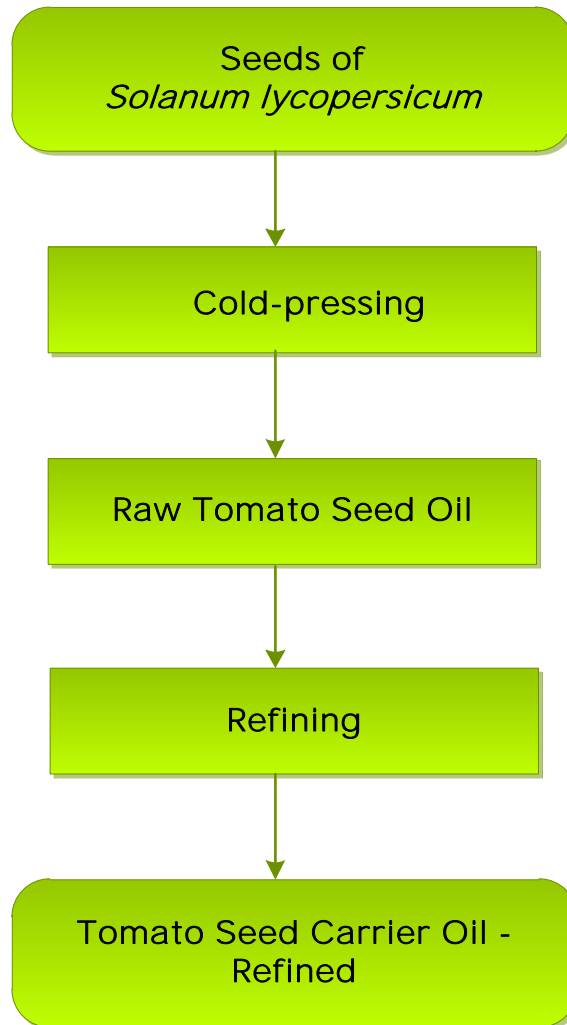 Seeds of
Solanum lycopersicum
Cold-pressing
Raw Tomato Seed Oil
Refining
Tomato Seed Carrier Oil -
Refined